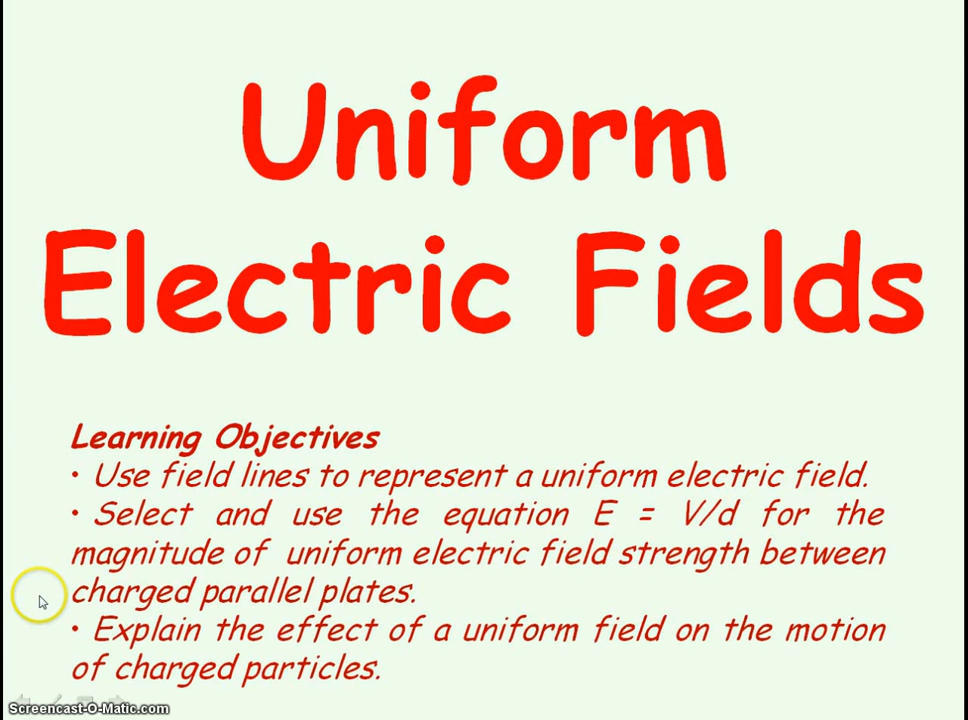 Uniform
Electric Fields
Learning Objectives
• Use field lines to represent a uniform electric field.
• Select and use the equation E = V/d for the
magnitude of uniform electric field strength between
charged parallel plates.
• Explain the effect of a uniform field on the motion
of charged particles.
Screencast-O-Matic.com